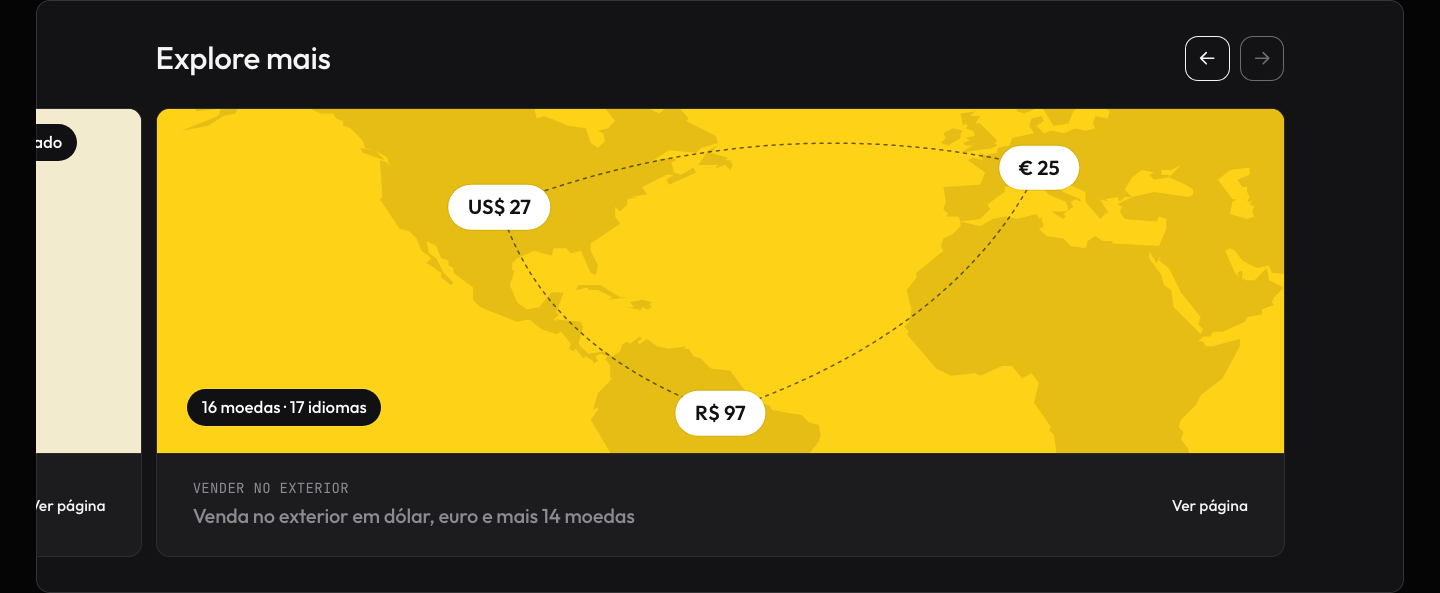 Explore mais
ado
US$ 27
€ 25
R$ 97
16 moedas · 17 idiomas
VENDER NO EXTERIOR
Venda no exterior em dólar, euro e mais 14 moedas
Ver página
Ver página